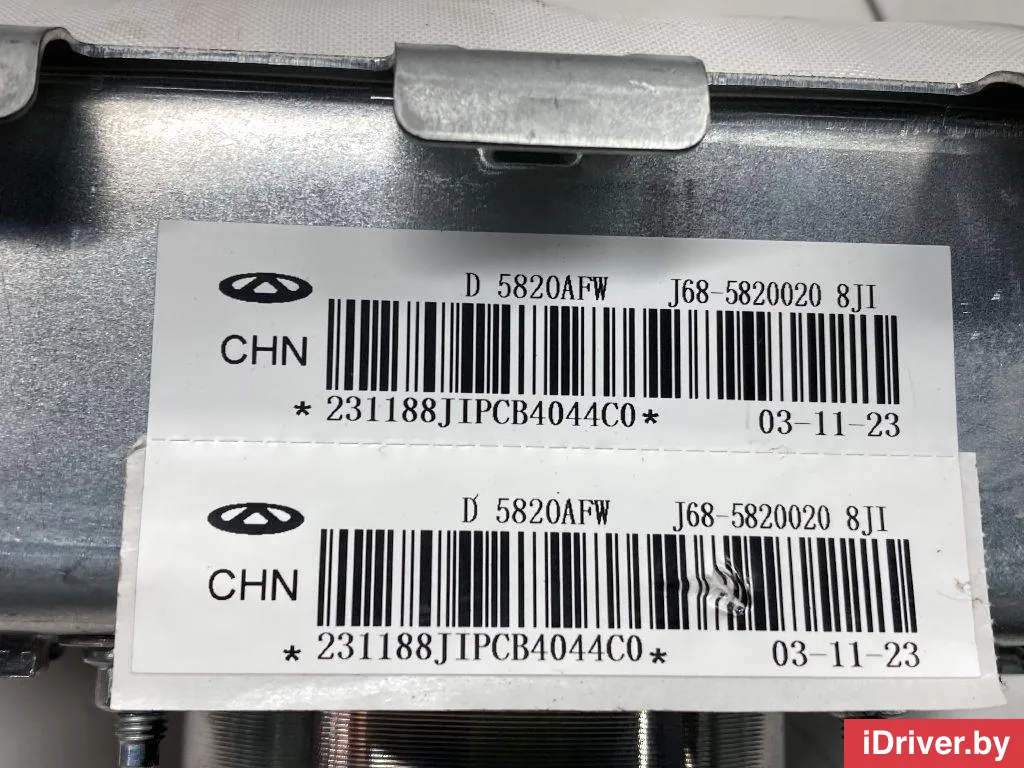 D 5820AFW J68-5820020 8JI
CHN
*231188JIPCB4044C0*
03-11-23
D 5820AFW J68-5820020 8JI
CHN
*231188JIPCB4044C0*
03-11-23
iDriver.by